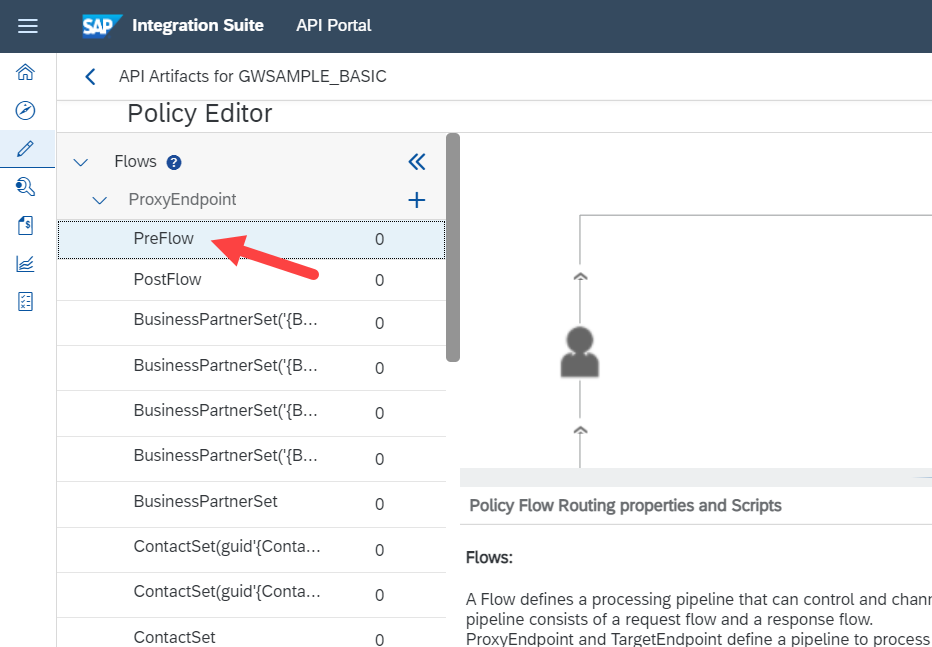 SAP Integration Suite API Portal
API Artifacts for GWSAMPLE_BASIC
Policy Editor
Flows ?
ProxyEndpoint
PreFlow 0
PostFlow 0
BusinessPartnerSet('{B... 0
BusinessPartnerSet('{B... 0
BusinessPartnerSet('{B... 0
BusinessPartnerSet('{B... 0
BusinessPartnerSet 0
ContactSet(guid'{Conta... 0
ContactSet(guid'{Conta... 0
ContactSet 0
Policy Flow Routing properties and Scripts
Flows:
A Flow defines a processing pipeline that can control and chann
pipeline consists of a request flow and a response flow.
ProxyEndpoint and TargetEndpoint define a pipeline to process